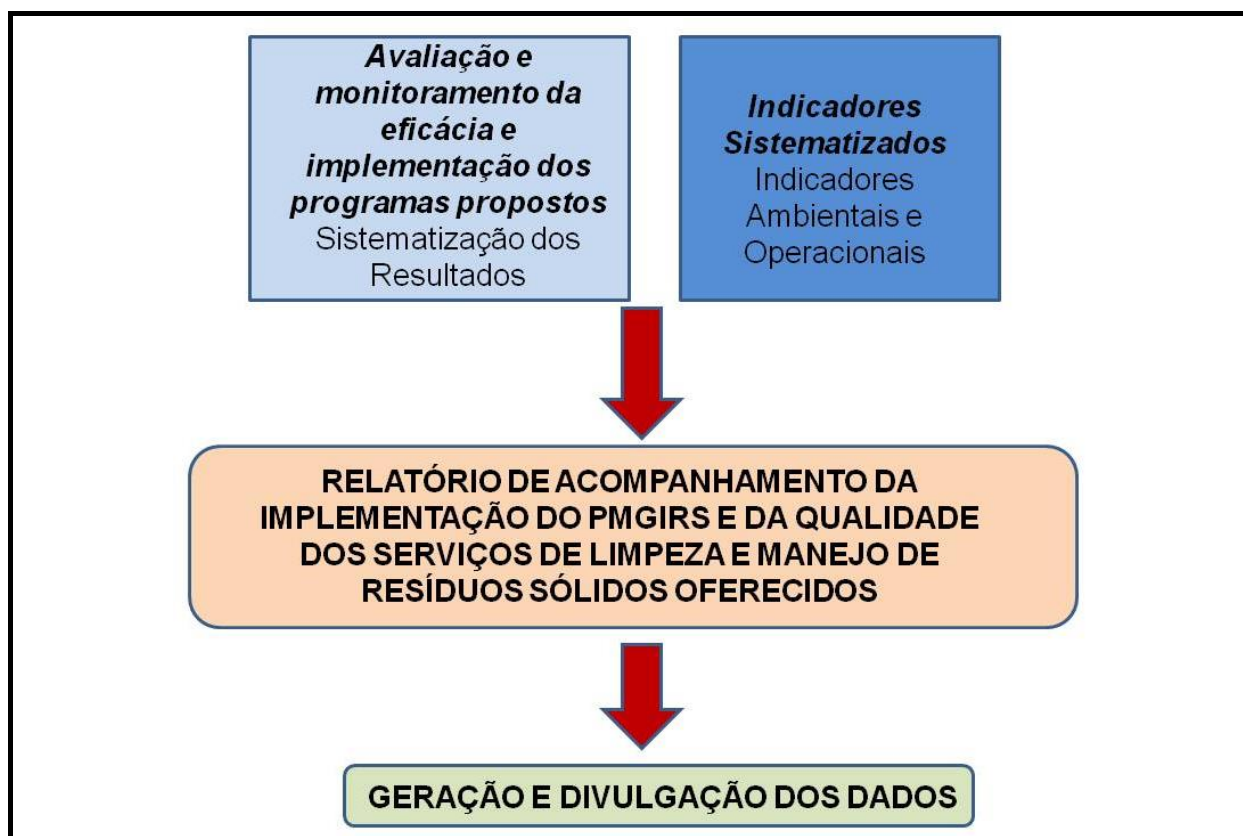 Avaliação e
monitoramento da
eficácia e
implementação dos
programas propostos
Sistematização dos
Resultados
Indicadores
Sistematizados
Indicadores
Ambientais e
Operacionais
RELATÓRIO DE ACOMPANHAMENTO DA
IMPLEMENTAÇÃO DO PMGIRS E DA QUALIDADE
DOS SERVIÇOS DE LIMPEZA E MANEJO DE
RESÍDUOS SÓLIDOS OFERECIDOS
GERAÇÃO E DIVULGAÇÃO DOS DADOS